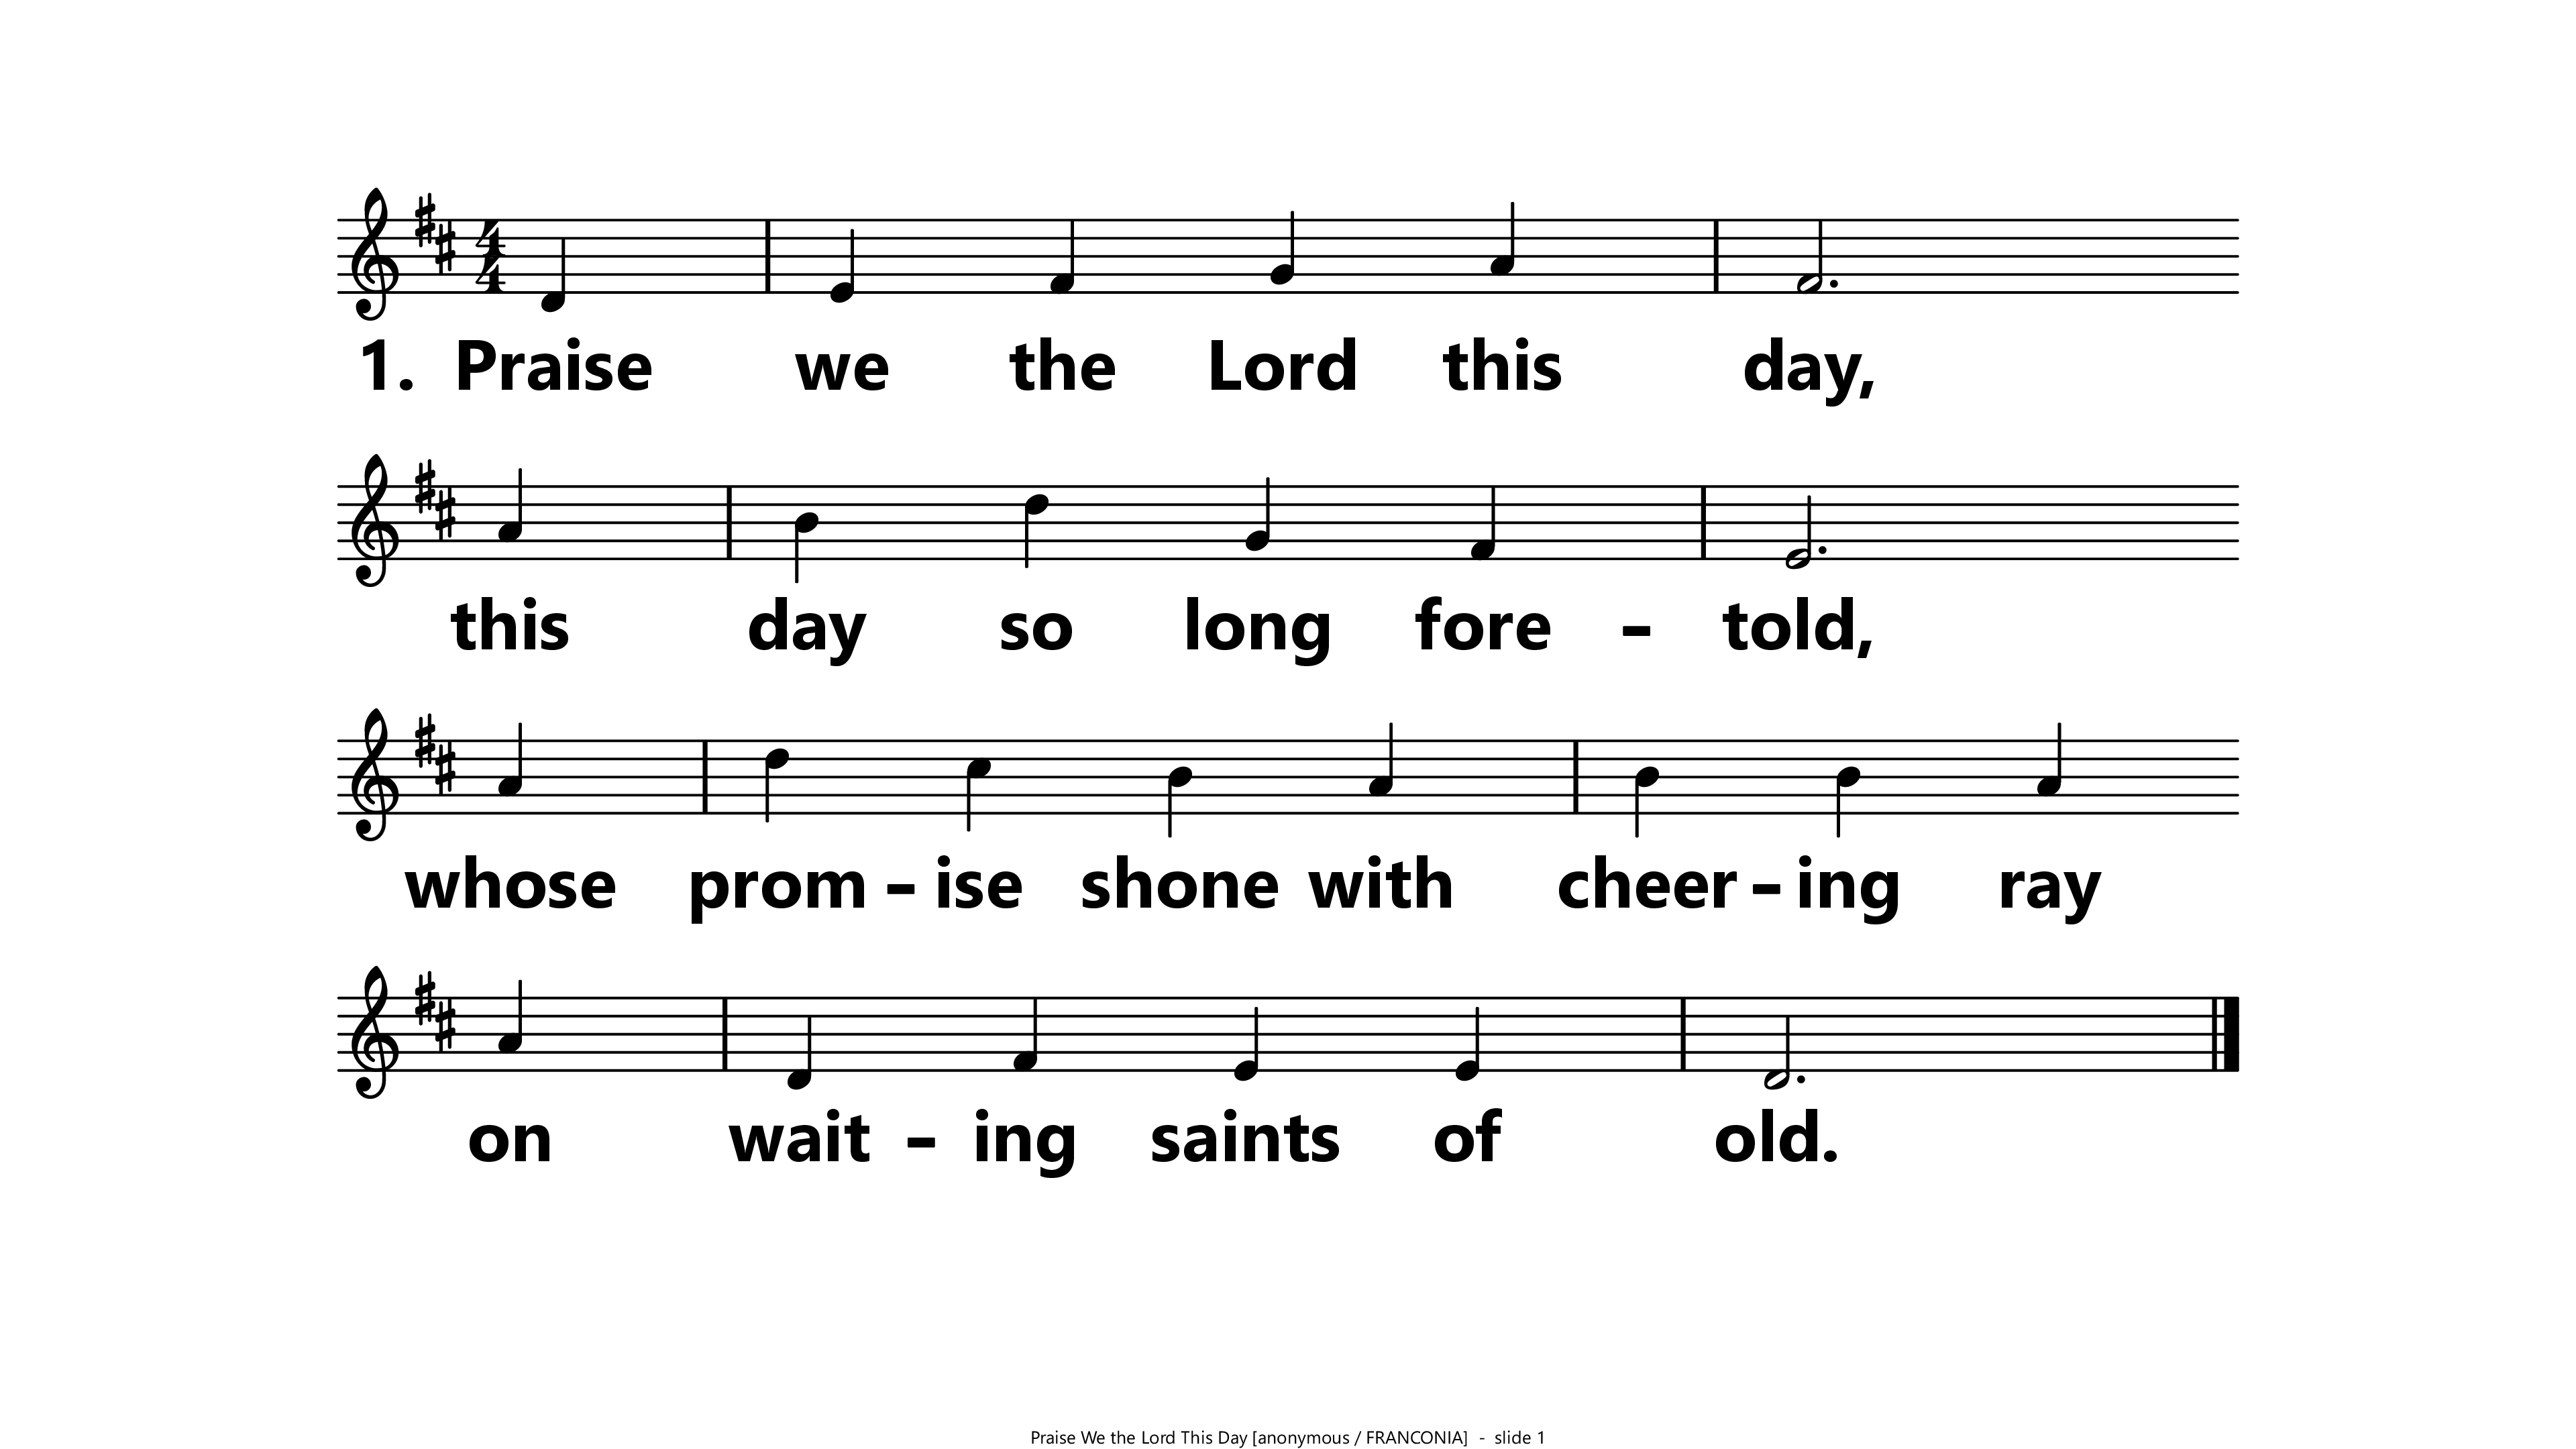 1. Praise we the Lord this day,
this day so long fore - told,
whose prom - ise shone with cheer - ing ray
on wait - ing saints of old.
Praise We the Lord This Day [anonymous / FRANCONIA] - slide 1